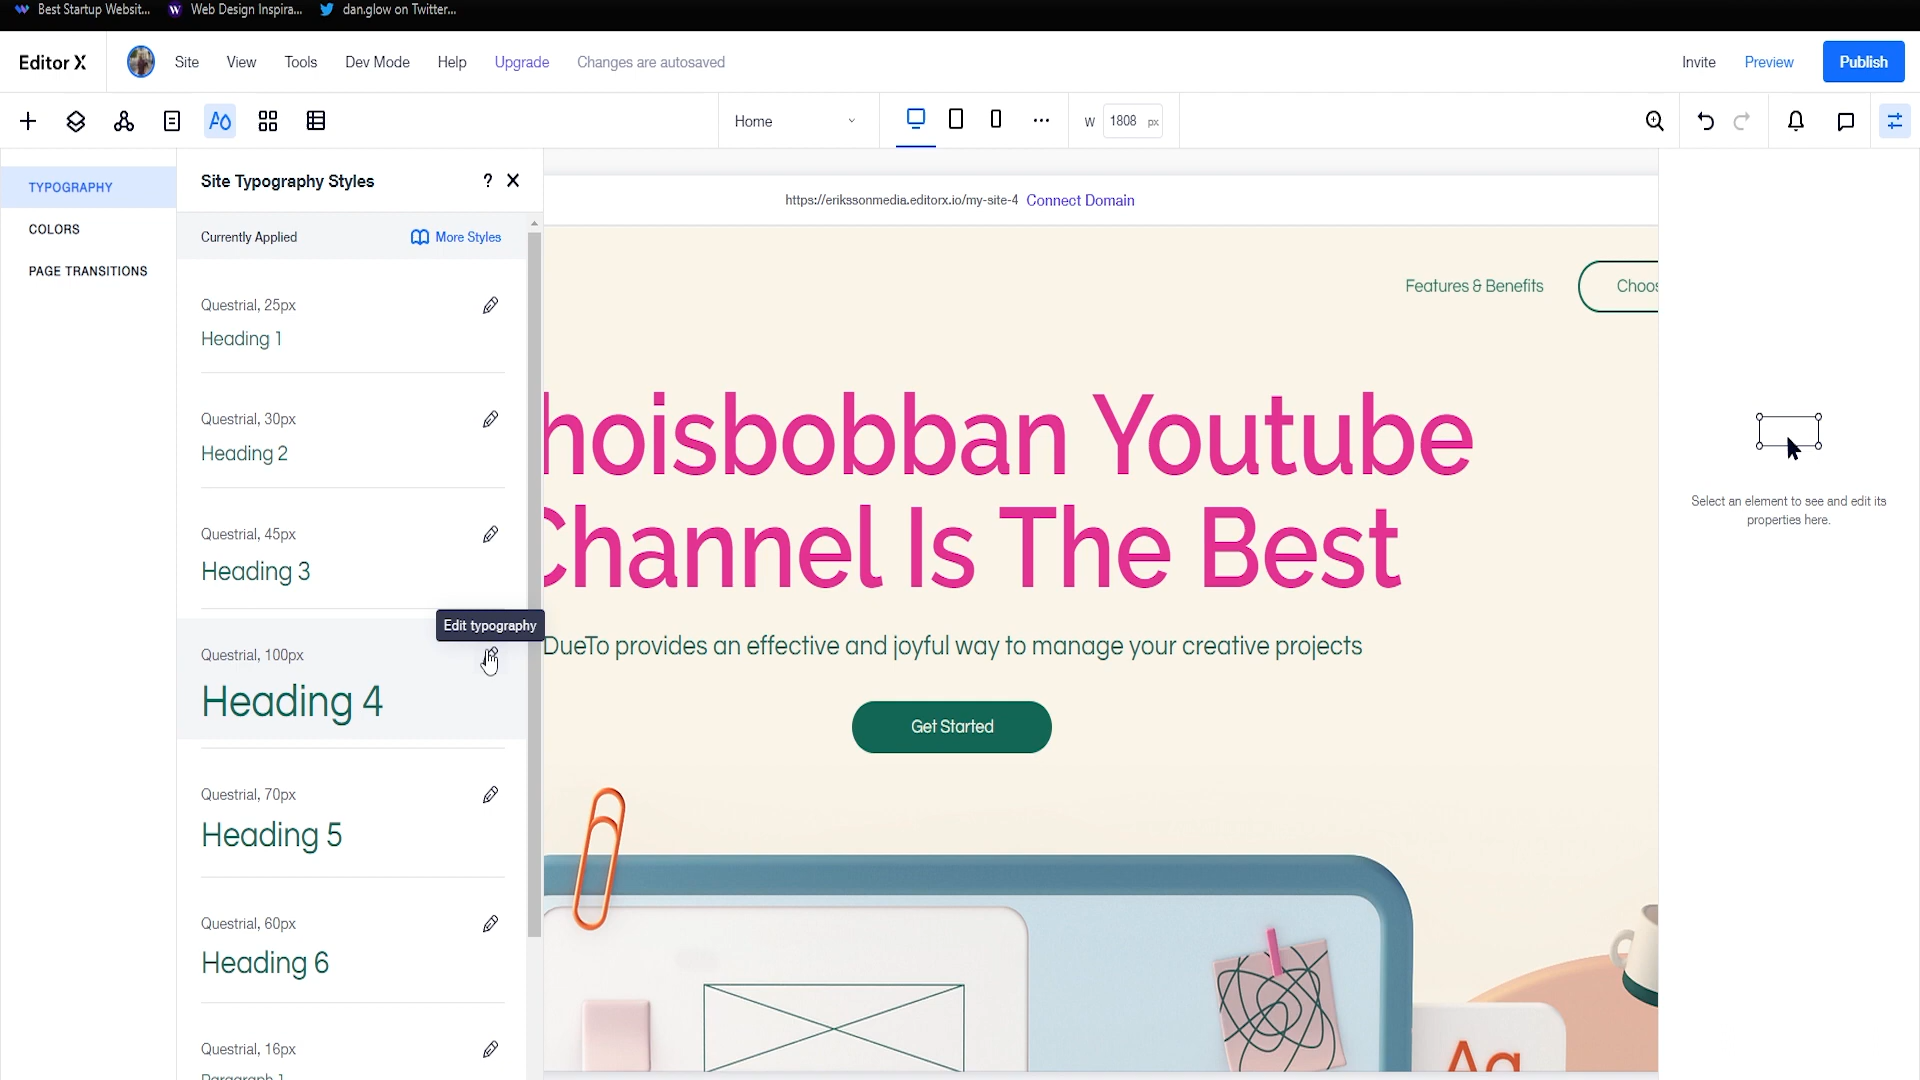 Best Startup Websit...
Web Design Inspira...
dan.glow on Twitter...
Editor X
Site
View
Tools
Dev Mode
Help
Upgrade
Changes are autosaved
Invite
Preview
Publish
Home
W
1808
px
TYPOGRAPHY
COLORS
PAGE TRANSITIONS
Site Typography Styles
?
Currently Applied
More Styles
Questrial, 25px
Heading 1
Questrial, 30px
Heading 2
Questrial, 45px
Heading 3
Edit typography
Questrial, 100px
Heading 4
Questrial, 70px
Heading 5
Questrial, 60px
Heading 6
Questrial, 16px
Paragraph 1
https://erikssonmedia.editorx.io/my-site-4 Connect Domain
Features & Benefits
Choos
hoisbobban Youtube
Channel Is The Best
DueTo provides an effective and joyful way to manage your creative projects
Get Started
Ag
Select an element to see and edit its
properties here.